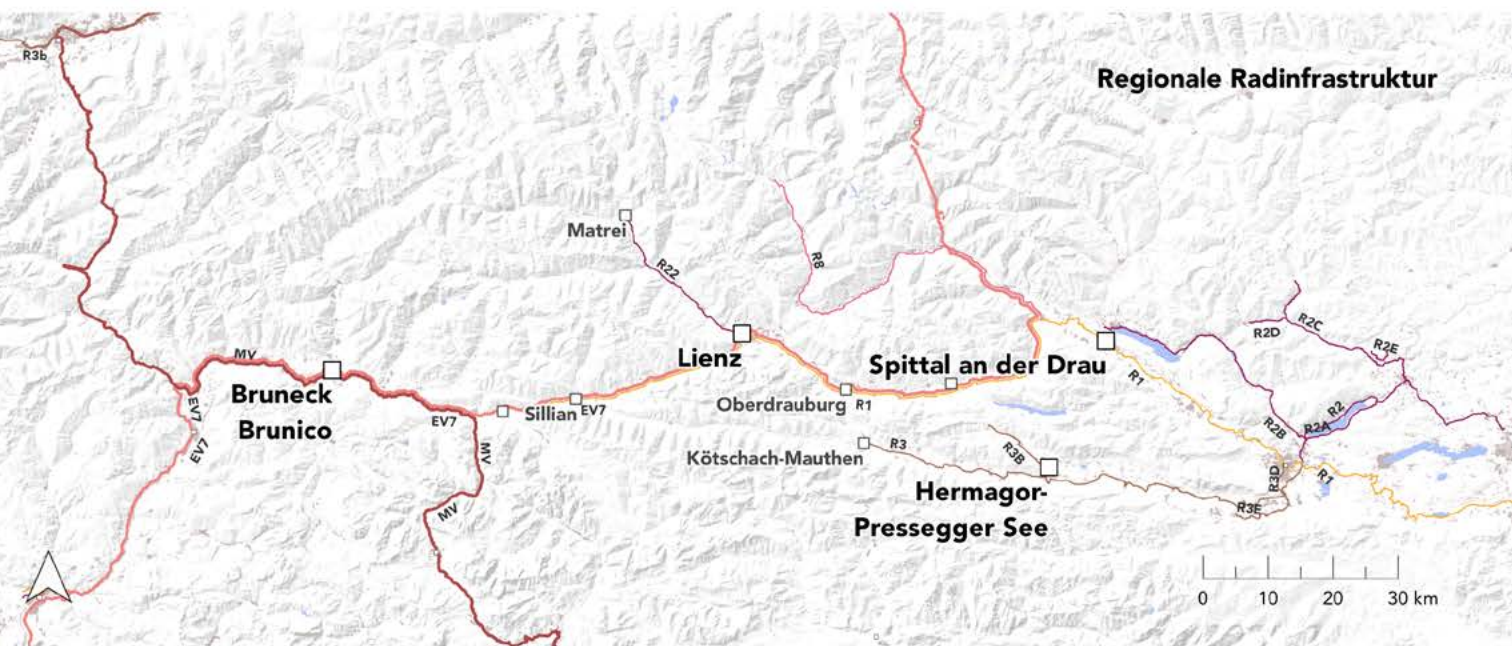 R3b
Regionale Radinfrastruktur
Matrei
R22
R8
R2D
R2C
R2E
MV
Lienz
Spittal an der Drau
R1
Bruneck
Brunico
EV7
EV7
EV7
Sillian
EV7
Oberdrauburg
R1
R2
R2A
R2B
MV
Kötschach-Mauthen
R3
R3B
R3D
R1
MV
Hermagor-
Pressegger See
R3E
0 10 20 30 km